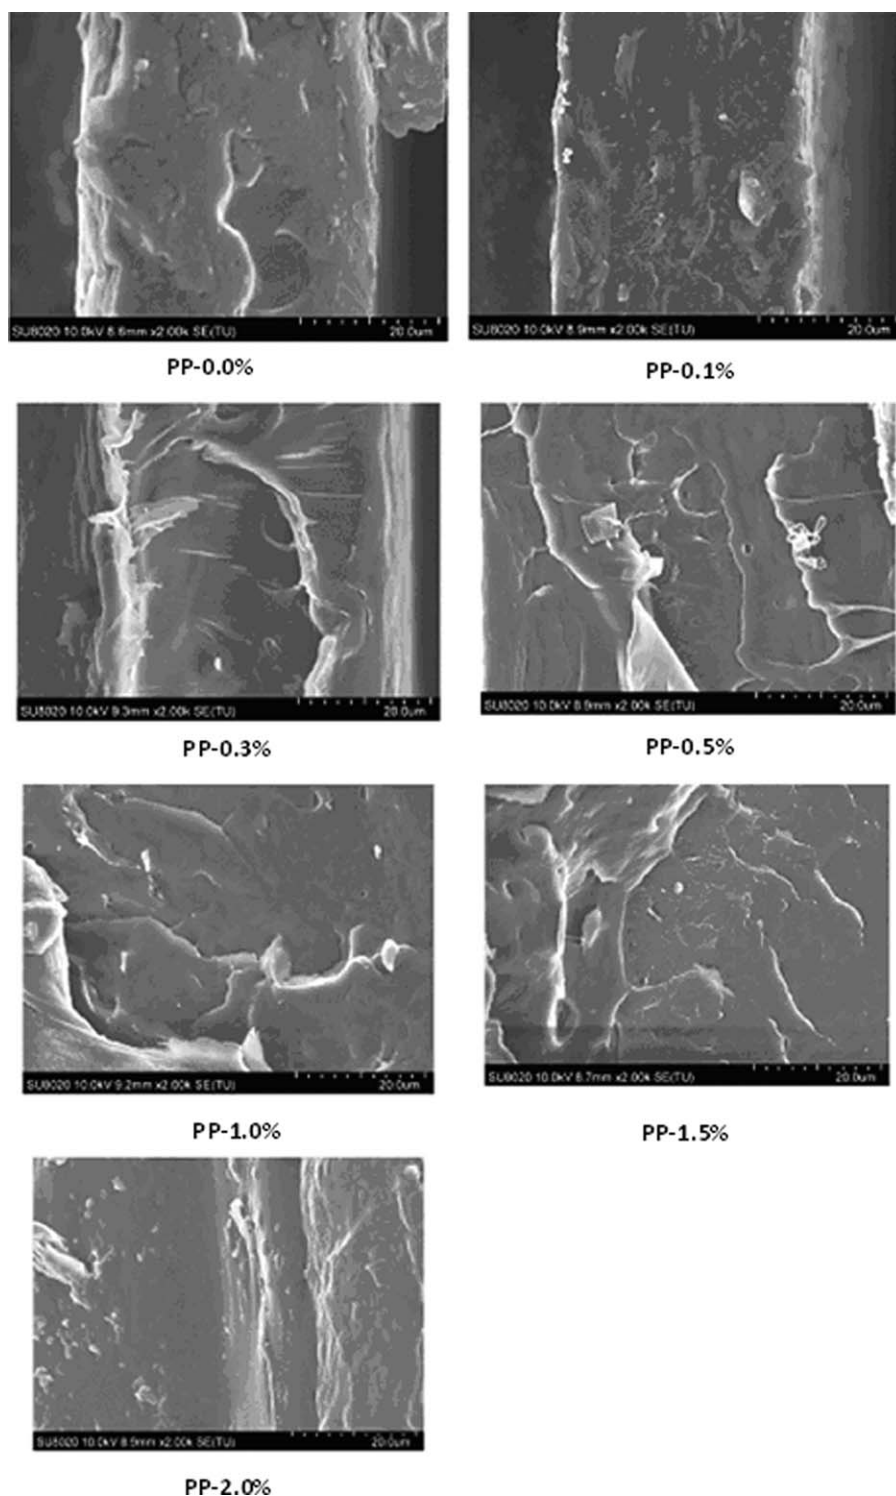 SU8020 10.0kV 8.6mm x2.00k SE(TU) 20.0um
PP-0.0%
SU8020 10.0kV 8.9mm x2.00k SE(TU) 20.0um
PP-0.1%
SU8020 10.0kV 9.3mm x2.00k SE(TU) 20.0um
PP-0.3%
SU8020 10.0kV 8.9mm x2.00k SE(TU) 20.0um
PP-0.5%
SU8020 10.0kV 9.2mm x2.00k SE(TU) 20.0um
PP-1.0%
SU8020 10.0kV 8.7mm x2.00k SE(TU) 20.0um
PP-1.5%
SU8020 10.0kV 8.9mm x2.00k SE(TU) 20.0um
PP-2.0%